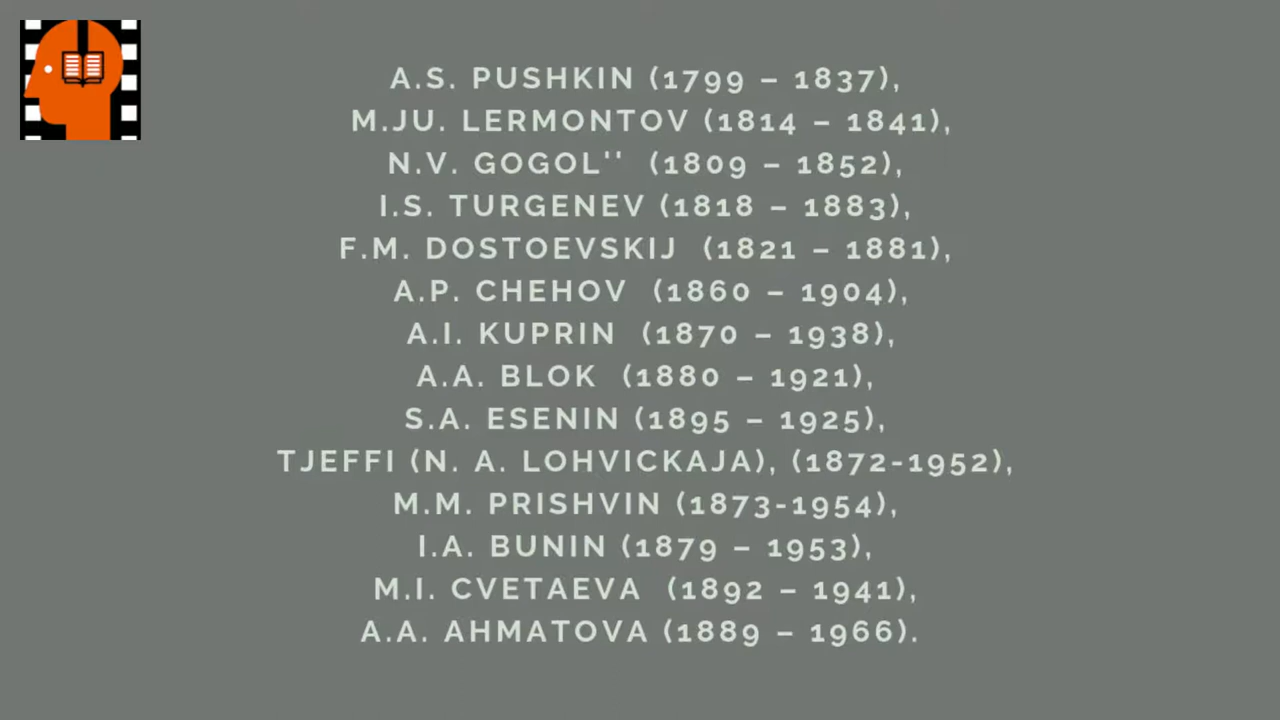 A.S. PUSHKIN (1799 – 1837),
M.JU. LERMONTOV (1814 – 1841),
N.V. GOGOL'' (1809 – 1852),
I.S. TURGENEV (1818 – 1883),
F.M. DOSTOEVSKIJ (1821 – 1881),
A.P. CHEHOV (1860 – 1904),
A.I. KUPRIN (1870 – 1938),
A.A. BLOK (1880 – 1921),
S.A. ESENIN (1895 – 1925),
TJEFFI (N. A. LOHVICKAJA), (1872-1952),
M.M. PRISHVIN (1873-1954),
I.A. BUNIN (1879 – 1953),
M.I. CVETAEVA (1892 – 1941),
A.A. AHMATOVA (1889 – 1966).